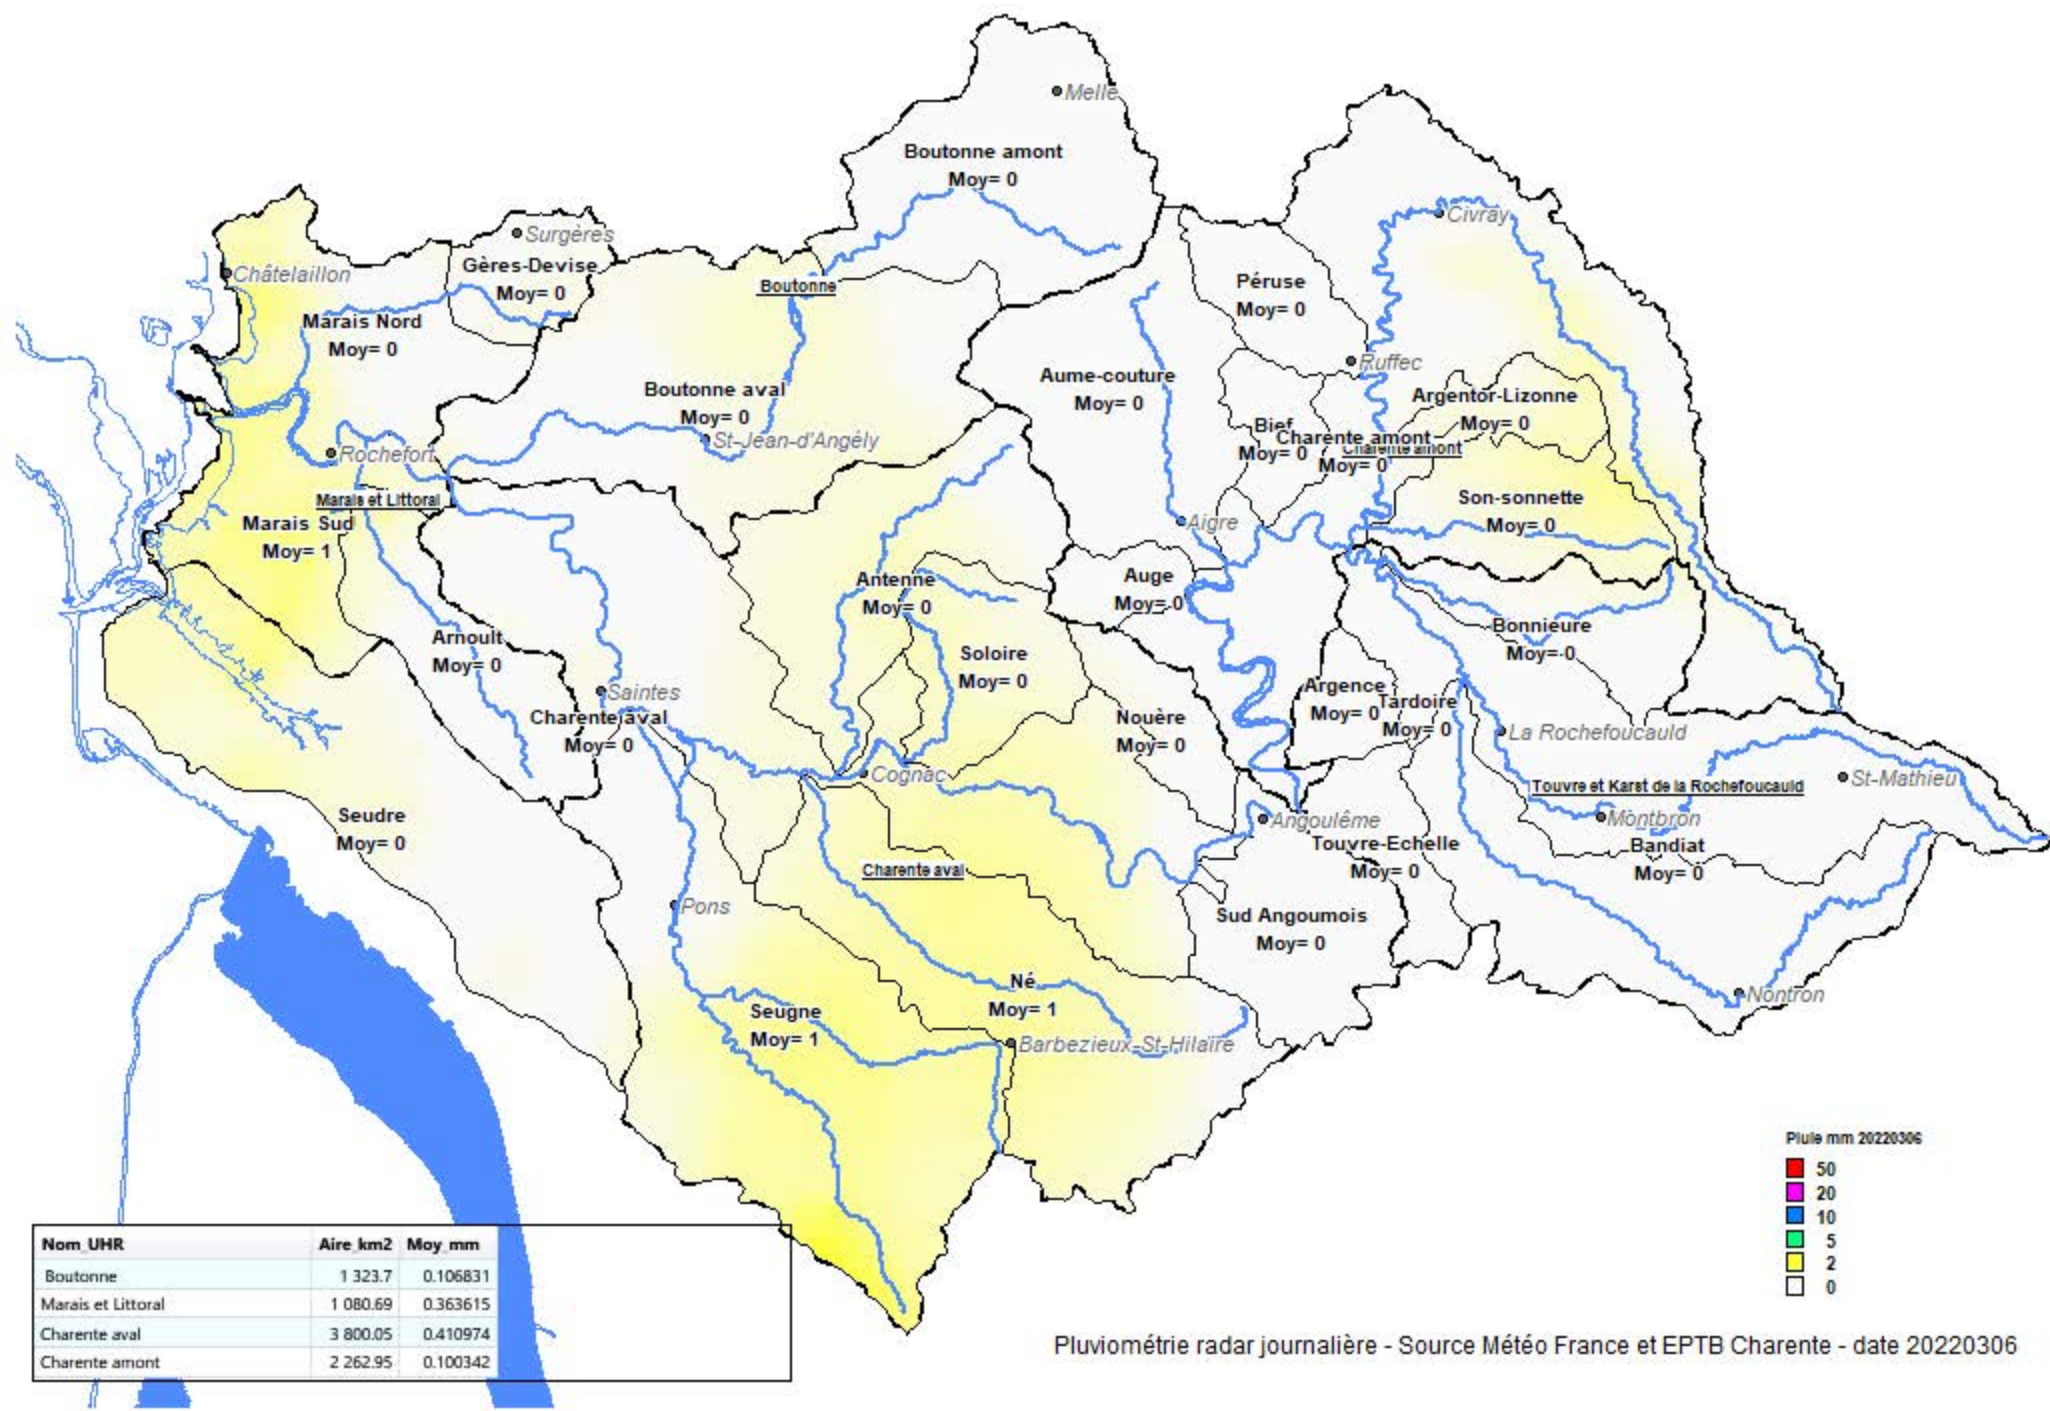 Melle
Boutonne amont
Moy= 0
Civray
Surgères
Gères-Devise
Moy= 0
Châtelaillon
Boutonne
Péruse
Moy= 0
Marais Nord
Moy= 0
Ruffec
Boutonne aval
Moy= 0
St-Jean-d'Angély
Aume-couture
Moy= 0
Argentor-Lizonne
Moy= 0
Bief
Moy= 0
Charente amont
Moy= 0
Charente amont
Rochefort
Marais et Littoral
Marais Sud
Moy= 1
Son-sonnette
Moy= 0
Aigre
Antenne
Moy= 0
Auge
Moy= 0
Arnoult
Moy= 0
Soloire
Moy= 0
Bonnieure
Moy= 0
Saintes
Charente aval
Moy= 0
Nouère
Moy= 0
Argence
Moy= 0
Tardoire
Moy= 0
La Rochefoucauld
Cognac
Touvre et Karst de la Rochefoucauld
St-Mathieu
Seudre
Moy= 0
Angoulême
Montbron
Touvre-Echelle
Moy= 0
Bandiat
Moy= 0
Charente aval
Pons
Sud Angoumois
Moy= 0
Né
Moy= 1
Nontron
Seugne
Moy= 1
Barbezieux-St-Hilaire
Pluie mm 20220306
50
20
10
5
2
0
Nom_UHR Aire_km2 Moy_mm
Boutonne 1 323.7 0.106831
Marais et Littoral 1 080.69 0.363615
Charente aval 3 800.05 0.410974
Charente amont 2 262.95 0.100342
Pluviométrie radar journalière - Source Météo France et EPTB Charente - date 20220306